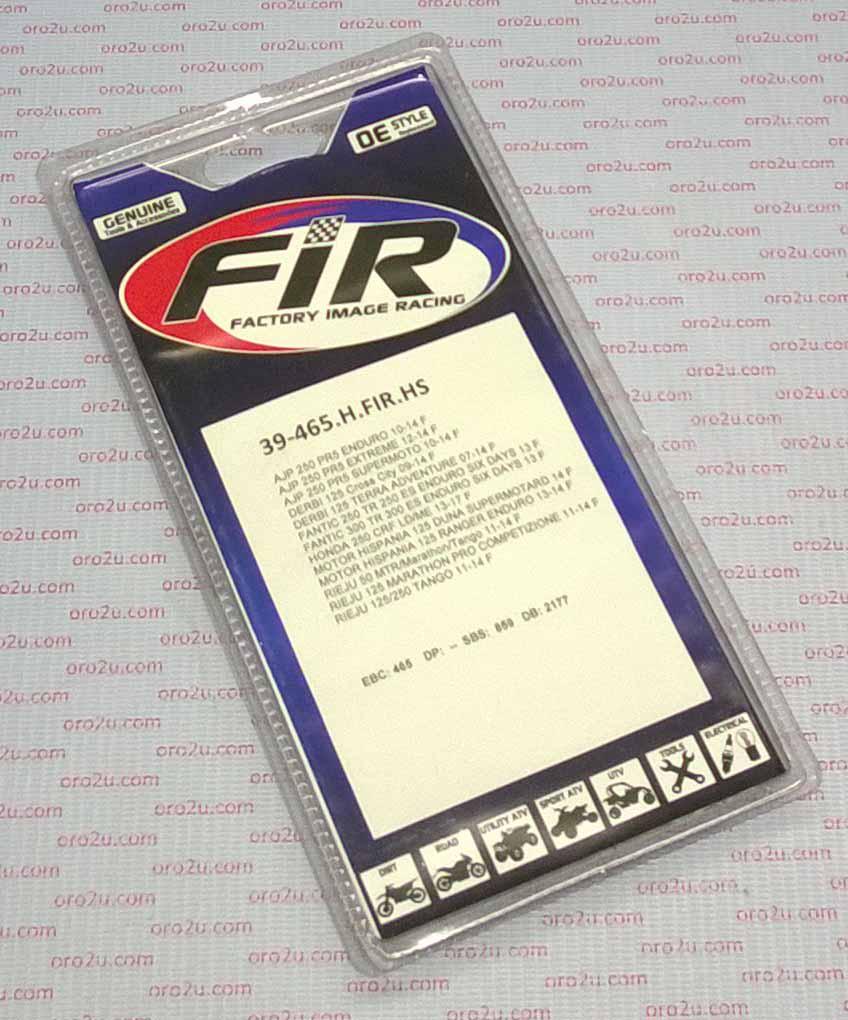 OE STYLE
Replacement
GENUINE
Tools & Accessories
FiR
FACTORY IMAGE RACING
39-465.H.FIR.HS
AJP 250 PR5 ENDURO 10-14 F
AJP 250 PR5 EXTREME 12-14 F
AJP 250 PR5 SUPERMOTO 10-14 F
DERBI 125 Cross City 09-14 F
DERBI 125 TERRA ADVENTURE 07-14 F
FANTIC 250 TR 250 ES ENDURO SIX DAYS 13 F
FANTIC 300 TR 300 ES ENDURO SIX DAYS 13 F
HONDA 250 CRF LD/ME 13-17 F
MOTOR HISPANIA 125 DUNA SUPERMOTARD 14 F
MOTOR HISPANIA 125 RANGER ENDURO 13-14 F
RIEJU 50 MTR/Marathon/Tango 11-14 F
RIEJU 125 MARATHON PRO COMPETIZIONE 11-14 F
RIEJU 125/250 TANGO 11-14 F
EBC: 465 DP: -- SBS: 859 DB: 2177
DIRT ROAD UTILITY ATV SPORT ATV UTV TOOLS ELECTRICAL
oro2u.com